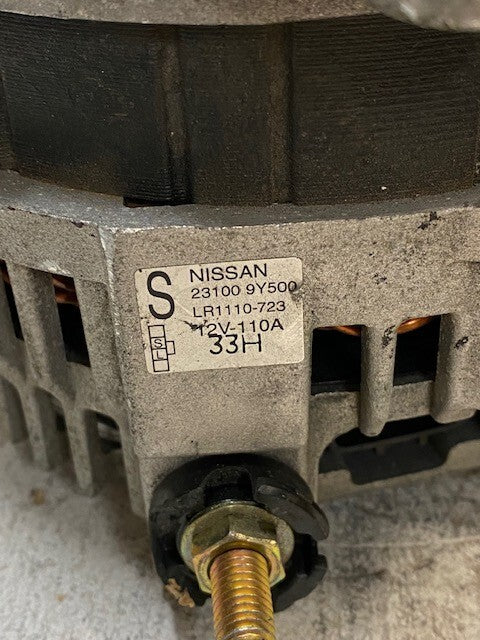 S
NISSAN
23100 9Y500
LR1110-723
12V-110A
33H
S
L